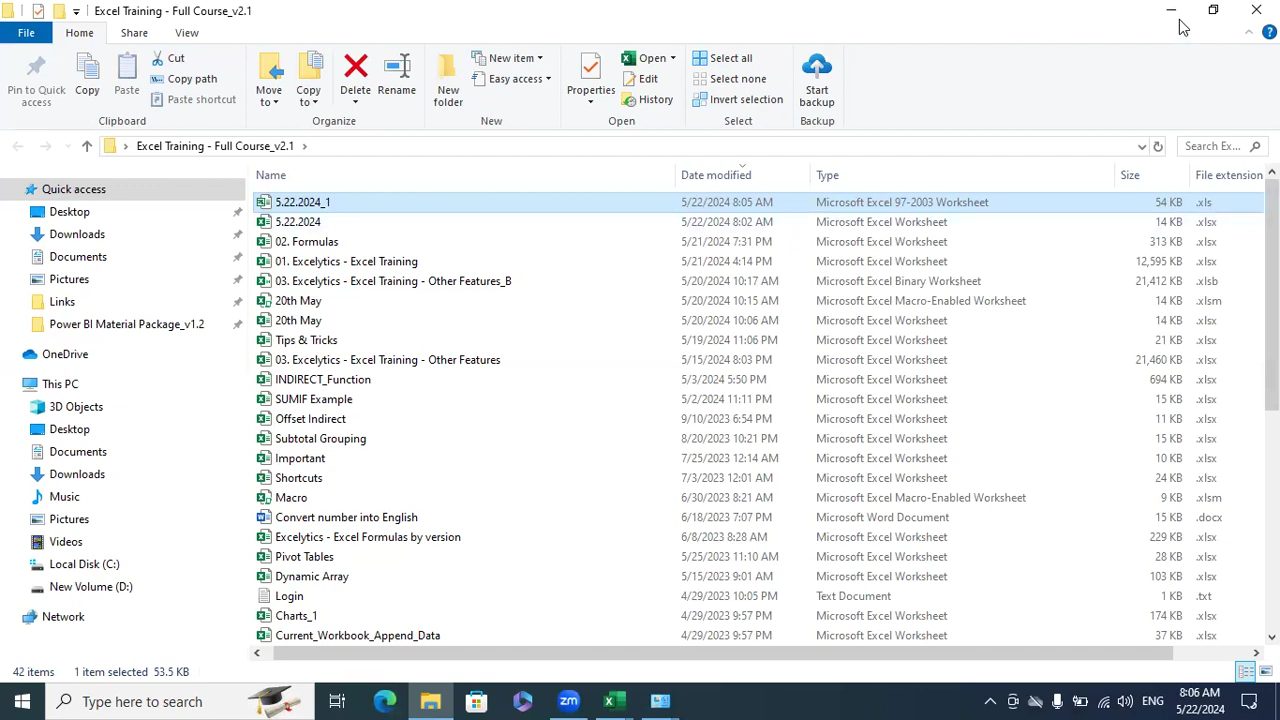 Excel Training - Full Course_v2.1
File Home Share View
Pin to Quick access
Copy
Paste
Cut
Copy path
Paste shortcut
Clipboard
Move to
Copy to
Delete
Rename
Organize
New folder
New item
Easy access
New
Properties
Open
Edit
History
Open
Select all
Select none
Invert selection
Select
Start backup
Backup
Excel Training - Full Course_v2.1
Search Ex...
Name Date modified Type Size File extension
5.22.2024_1 5/22/2024 8:05 AM Microsoft Excel 97-2003 Worksheet 54 KB .xls
5.22.2024 5/22/2024 8:02 AM Microsoft Excel Worksheet 14 KB .xlsx
02. Formulas 5/21/2024 7:31 PM Microsoft Excel Worksheet 313 KB .xlsx
01. Excelytics - Excel Training 5/21/2024 4:14 PM Microsoft Excel Worksheet 12,595 KB .xlsx
03. Excelytics - Excel Training - Other Features_B 5/20/2024 10:17 AM Microsoft Excel Binary Worksheet 21,412 KB .xlsb
20th May 5/20/2024 10:15 AM Microsoft Excel Macro-Enabled Worksheet 14 KB .xlsm
20th May 5/20/2024 10:06 AM Microsoft Excel Worksheet 14 KB .xlsx
Tips & Tricks 5/19/2024 11:06 PM Microsoft Excel Worksheet 21 KB .xlsx
03. Excelytics - Excel Training - Other Features 5/15/2024 8:03 PM Microsoft Excel Worksheet 21,460 KB .xlsx
INDIRECT_Function 5/3/2024 5:50 PM Microsoft Excel Worksheet 694 KB .xlsx
SUMIF Example 5/2/2024 11:11 PM Microsoft Excel Worksheet 15 KB .xlsx
Offset Indirect 9/10/2023 6:54 PM Microsoft Excel Worksheet 11 KB .xlsx
Subtotal Grouping 8/20/2023 10:21 PM Microsoft Excel Worksheet 15 KB .xlsx
Important 7/25/2023 12:14 AM Microsoft Excel Worksheet 10 KB .xlsx
Shortcuts 7/3/2023 12:01 AM Microsoft Excel Worksheet 24 KB .xlsx
Macro 6/30/2023 8:21 AM Microsoft Excel Macro-Enabled Worksheet 9 KB .xlsm
Convert number into English 6/18/2023 7:07 PM Microsoft Word Document 15 KB .docx
Excelytics - Excel Formulas by version 6/8/2023 8:28 AM Microsoft Excel Worksheet 229 KB .xlsx
Pivot Tables 5/25/2023 11:10 AM Microsoft Excel Worksheet 28 KB .xlsx
Dynamic Array 5/15/2023 9:01 AM Microsoft Excel Worksheet 103 KB .xlsx
Login 4/29/2023 10:05 PM Text Document 1 KB .txt
Charts_1 4/29/2023 9:57 PM Microsoft Excel Worksheet 174 KB .xlsx
Current_Workbook_Append_Data 4/29/2023 9:57 PM Microsoft Excel Worksheet 37 KB .xlsx
Quick access
Desktop
Downloads
Documents
Pictures
Links
Power BI Material Package_v1.2
OneDrive
This PC
3D Objects
Desktop
Documents
Downloads
Music
Pictures
Videos
Local Disk (C:)
New Volume (D:)
Network
42 items 1 item selected 53.5 KB
Type here to search
zm
ENG
8:06 AM
5/22/2024